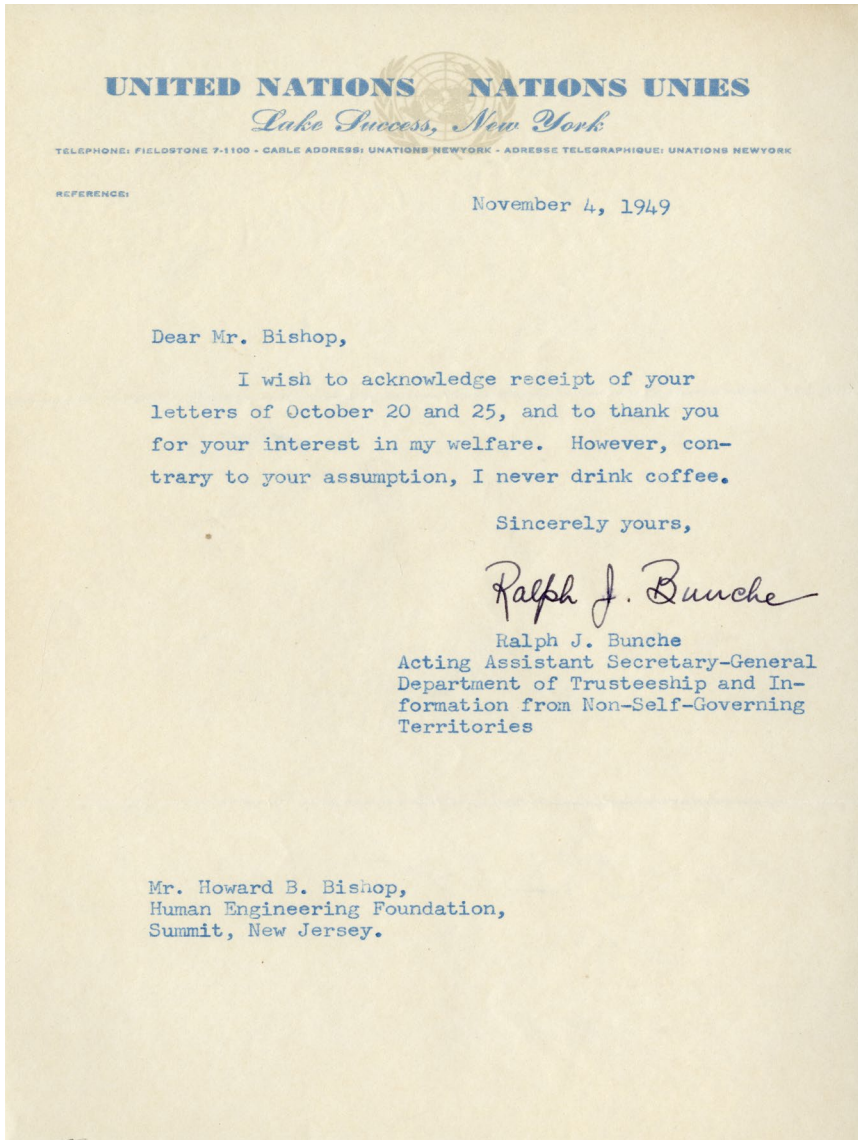 UNITED NATIONS NATIONS UNIES
Lake Success, New York
TELEPHONE: FIELDSTONE 7-1100 - CABLE ADDRESS: UNATIONS NEWYORK - ADRESSE TELEGRAPHIQUE: UNATIONS NEWYORK
REFERENCE:
November 4, 1949
Dear Mr. Bishop,
I wish to acknowledge receipt of your
letters of October 20 and 25, and to thank you
for your interest in my welfare. However, con-
trary to your assumption, I never drink coffee.
Sincerely yours,
Ralph J. Bunche
Ralph J. Bunche
Acting Assistant Secretary-General
Department of Trusteeship and In-
formation from Non-Self-Governing
Territories
Mr. Howard B. Bishop,
Human Engineering Foundation,
Summit, New Jersey.